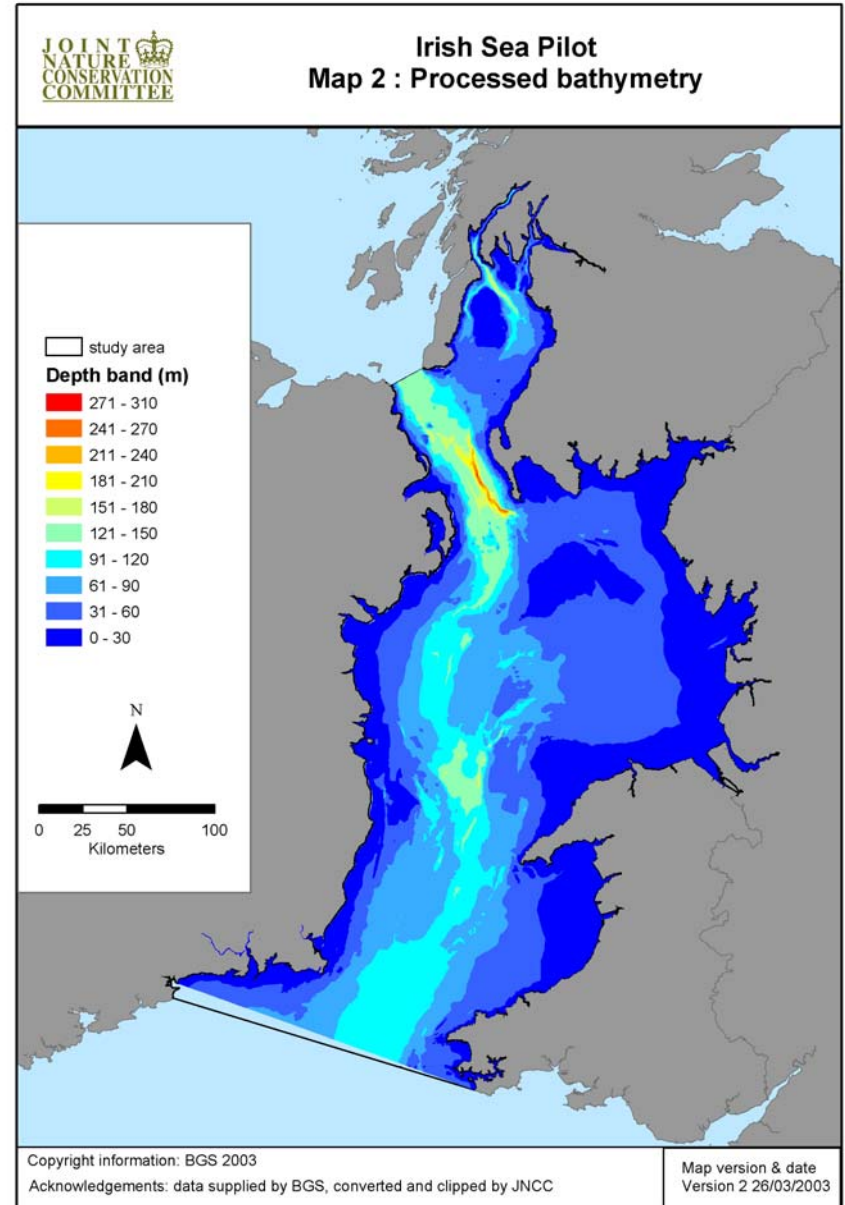 JOINT
NATURE
CONSERVATION
COMMITTEE
Irish Sea Pilot
Map 2 : Processed bathymetry
study area
Depth band (m)
271 - 310
241 - 270
211 - 240
181 - 210
151 - 180
121 - 150
91 - 120
61 - 90
31 - 60
0 - 30
N
0 25 50 100
Kilometers
Copyright information: BGS 2003
Acknowledgements: data supplied by BGS, converted and clipped by JNCC
Map version & date
Version 2 26/03/2003